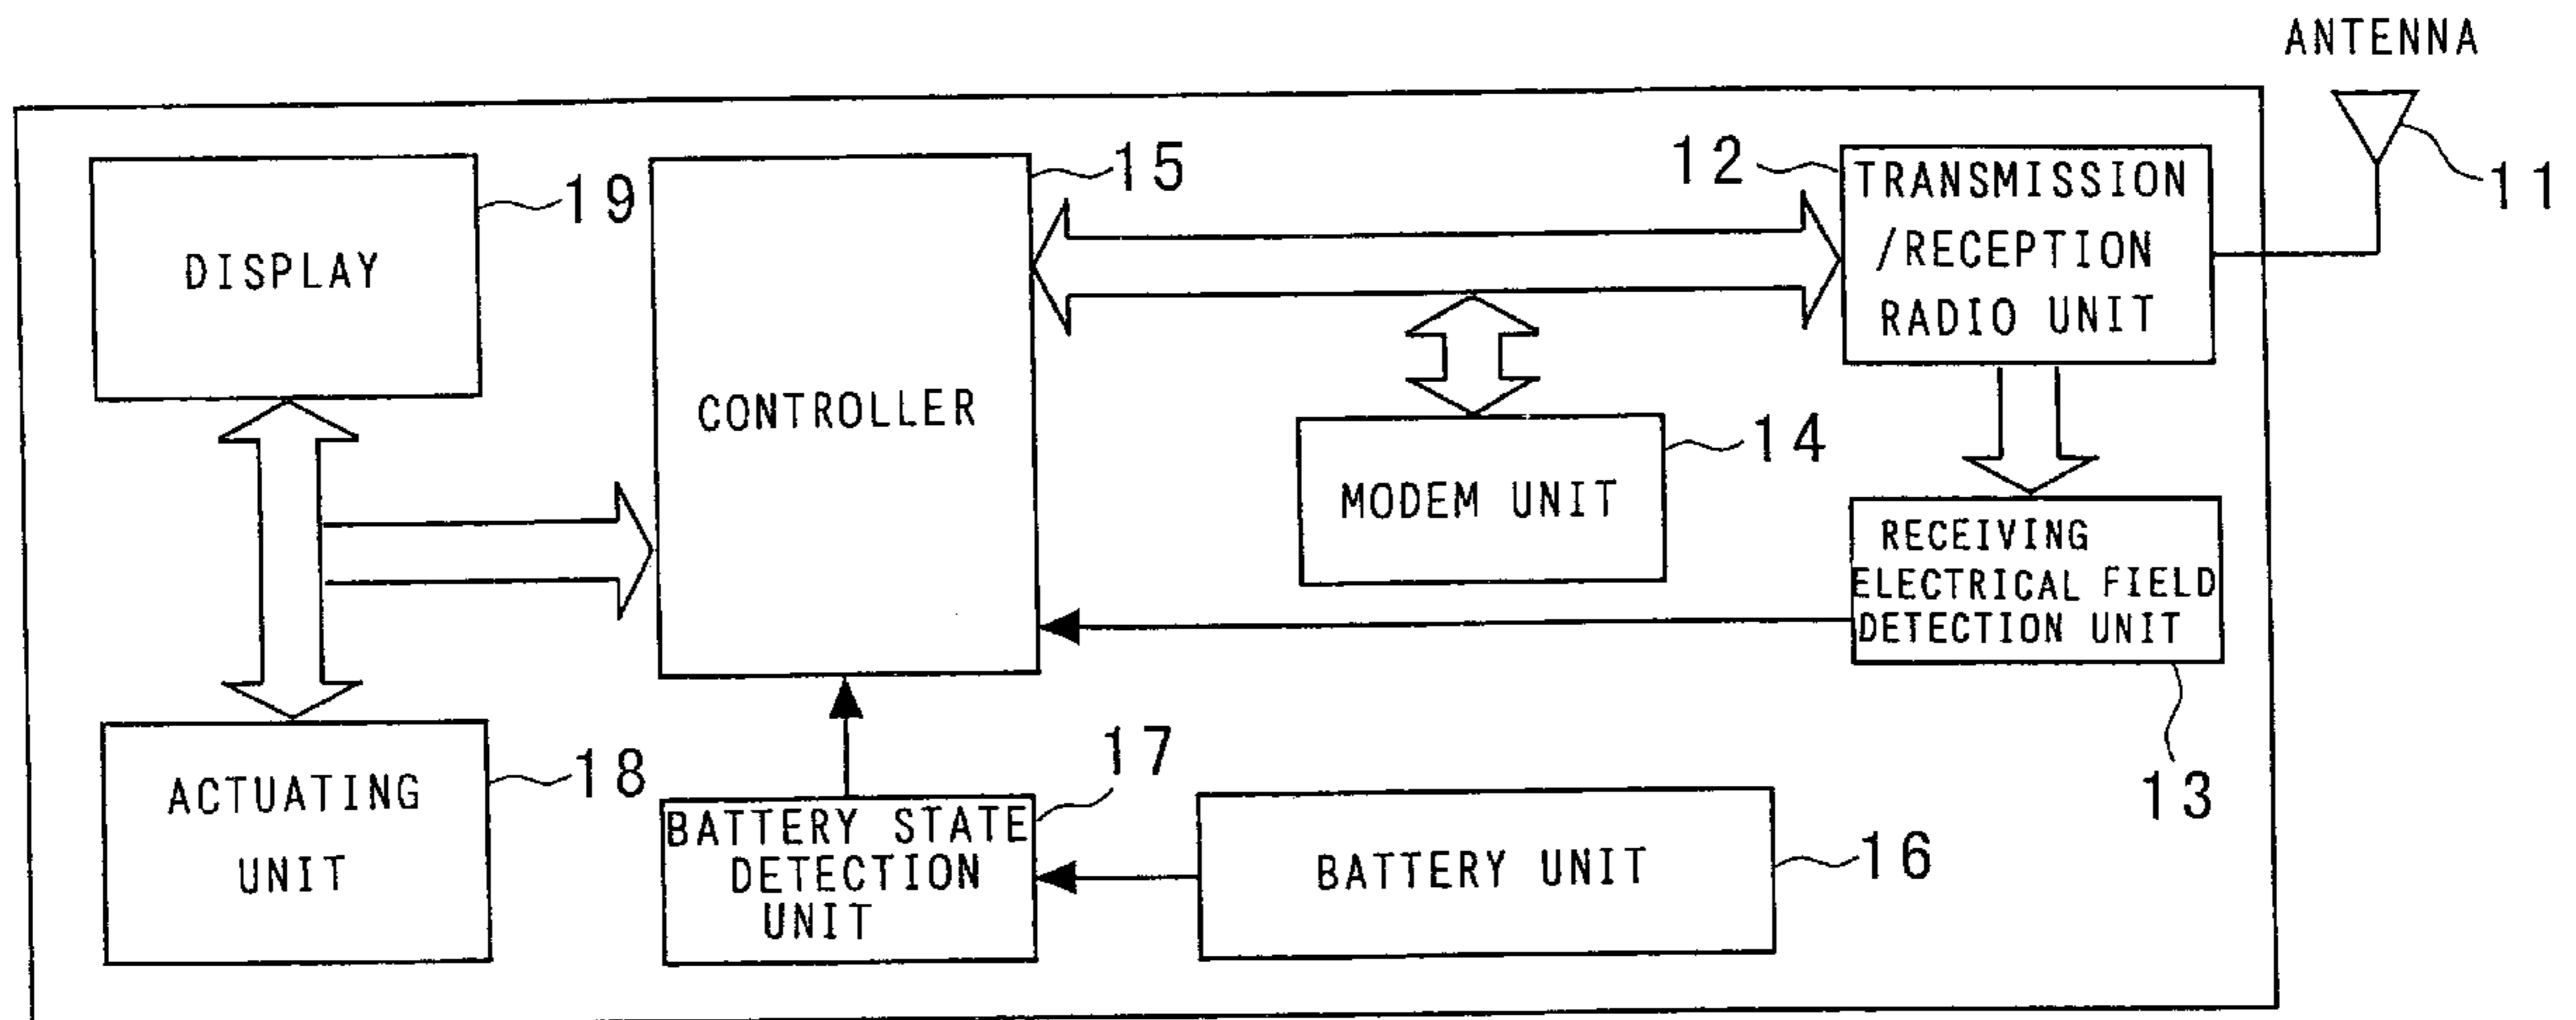 ANTENNA
11
12
TRANSMISSION
/RECEPTION
RADIO UNIT
15
CONTROLLER
19
DISPLAY
14
MODEM UNIT
RECEIVING
ELECTRICAL FIELD
DETECTION UNIT
13
18
ACTUATING
UNIT
17
BATTERY STATE
DETECTION
UNIT
BATTERY UNIT
16